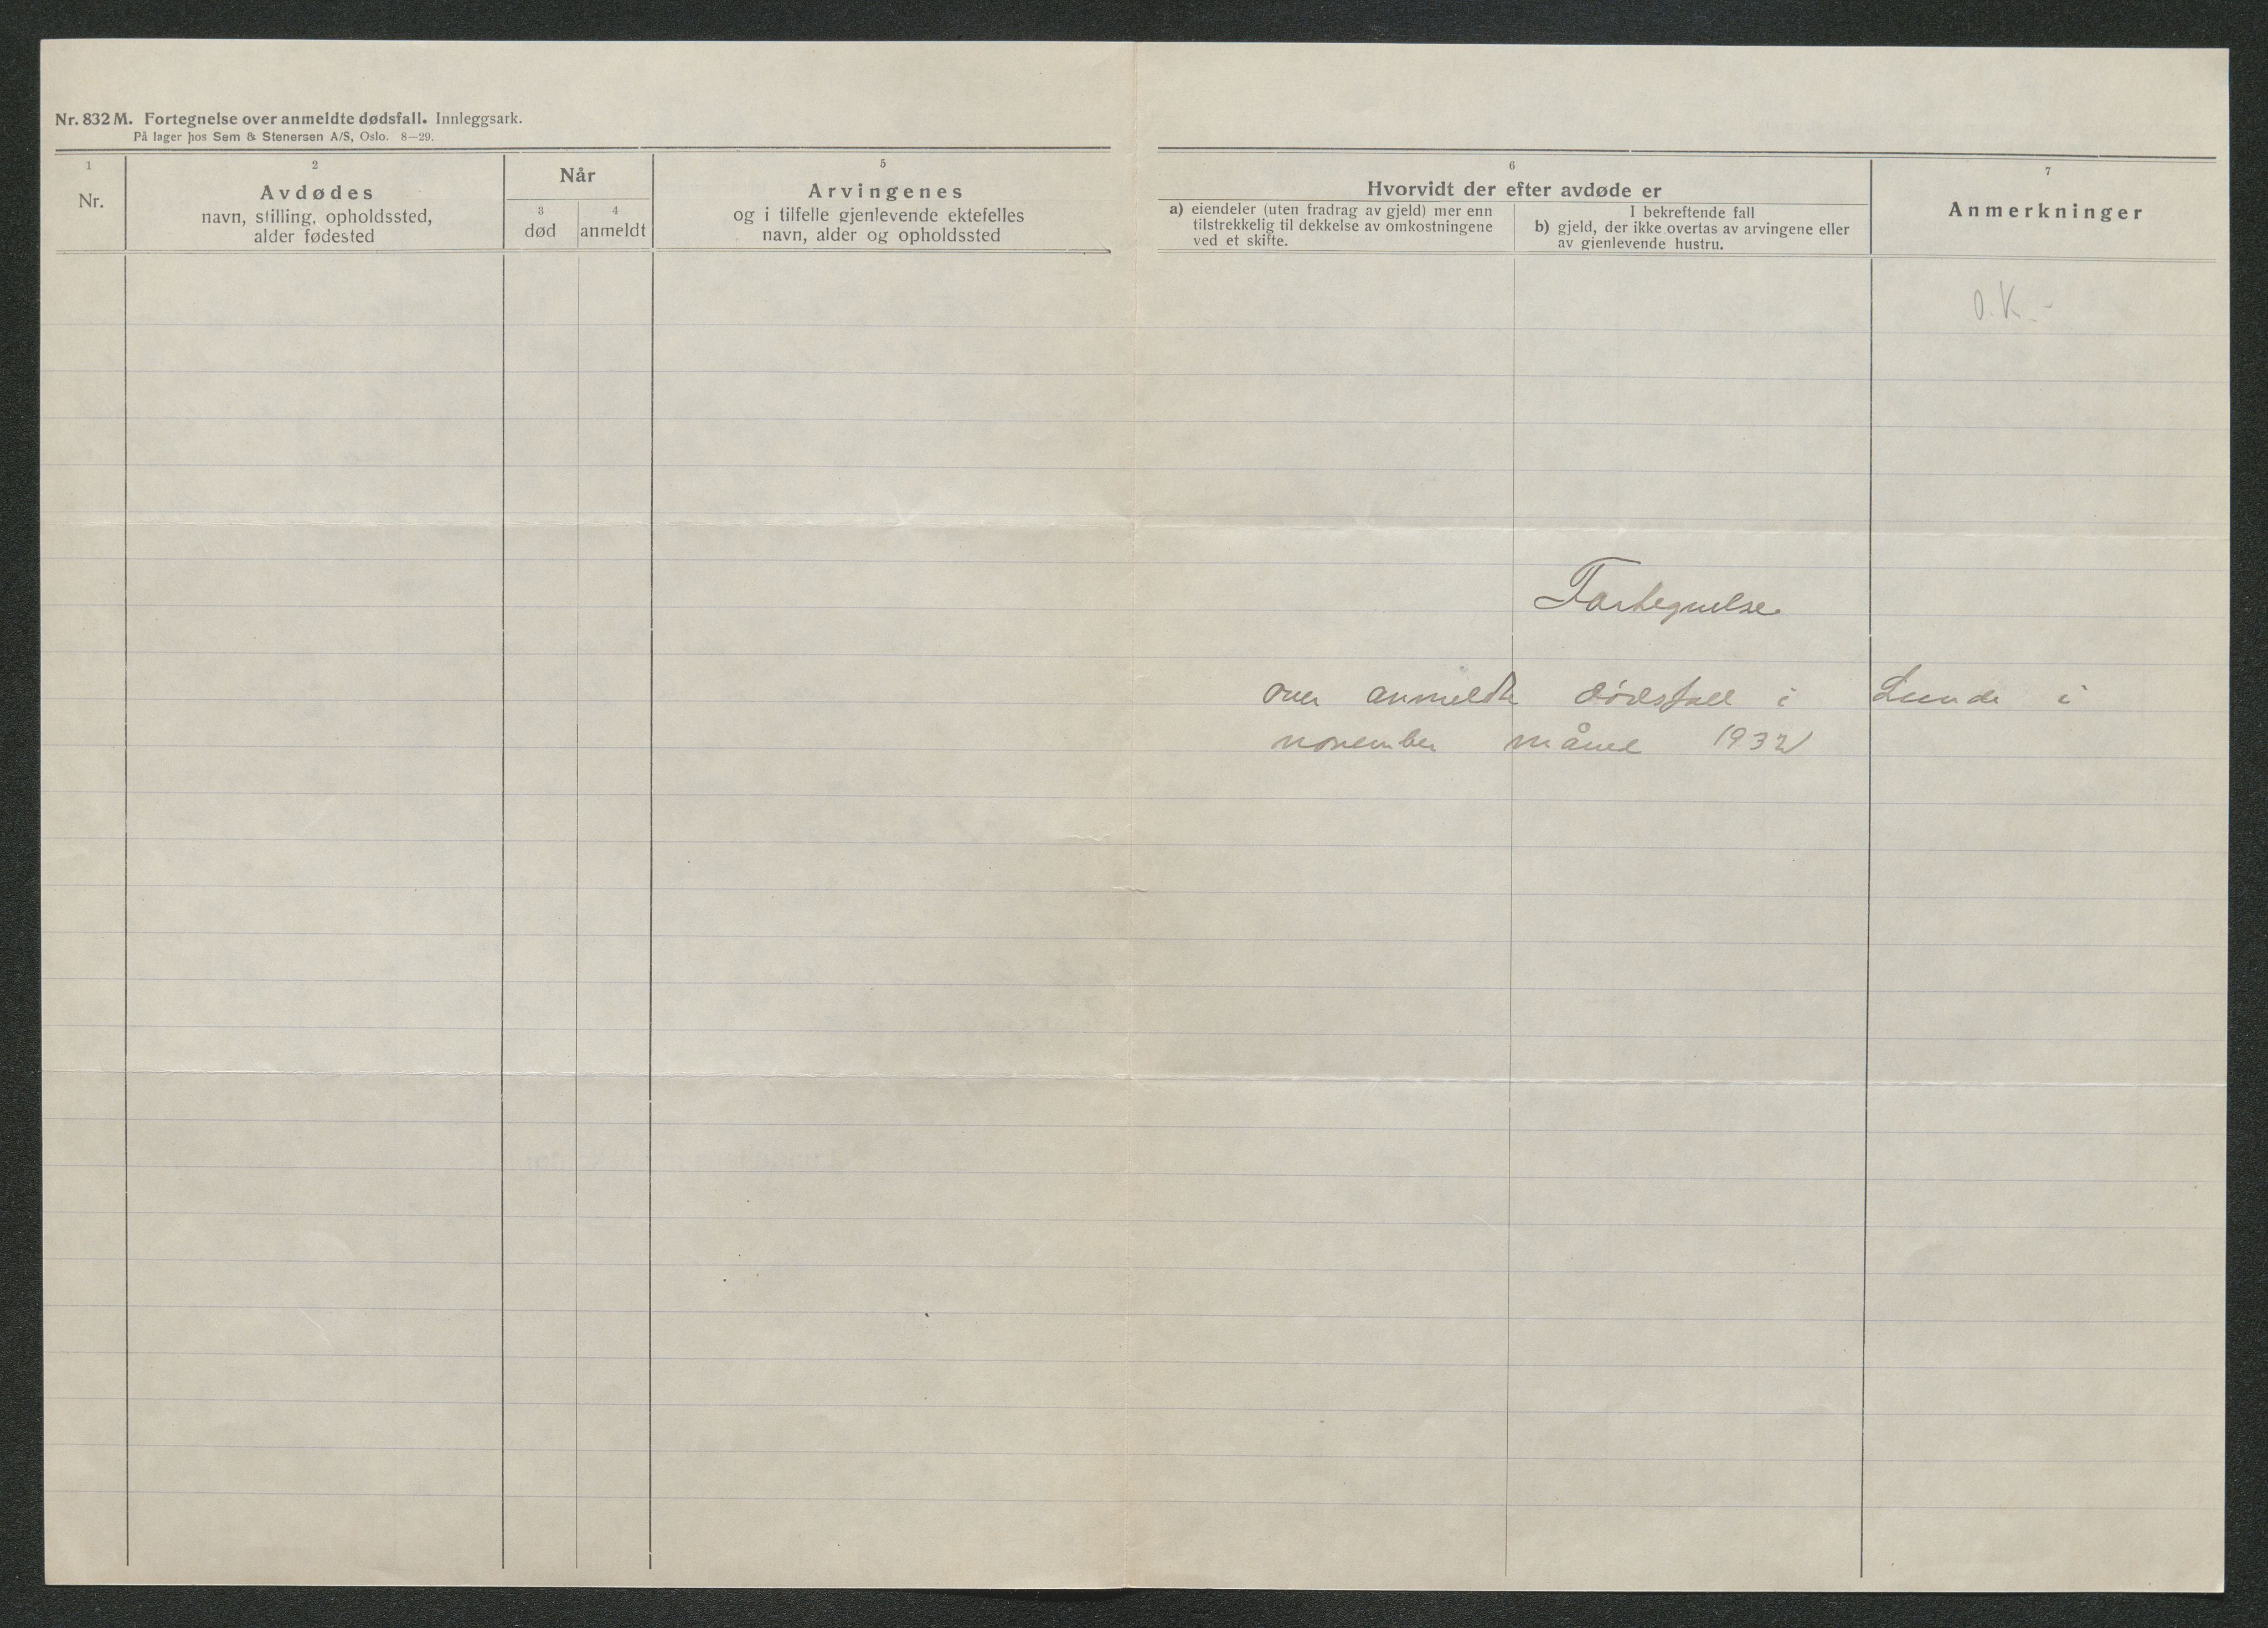 Nr. 832 M. Fortegnelse over anmeldte dødsfall. Innleggsark.
På lager hos Sem & Stenersen A/S, Oslo. 8—29.
1
Nr.
2
Avdødes
navn, stilling, opholdssted,
alder fødested
Når
3
død
4
anmeldt
5
Arvingenes
og i tilfelle gjenlevende ektefelles
navn, alder og opholdssted
6
Hvorvidt der efter avdøde er
a) eiendeler (uten fradrag av gjeld) mer enn
tilstrekkelig til dekkelse av omkostningene
ved et skifte.
I bekreftende fall
b) gjeld, der ikke overtas av arvingene eller
av gjenlevende hustru.
7
Anmerkninger
O.K.-
Fortegnelse
over anmeldte dødsfall i Lunde i
november måned 1932